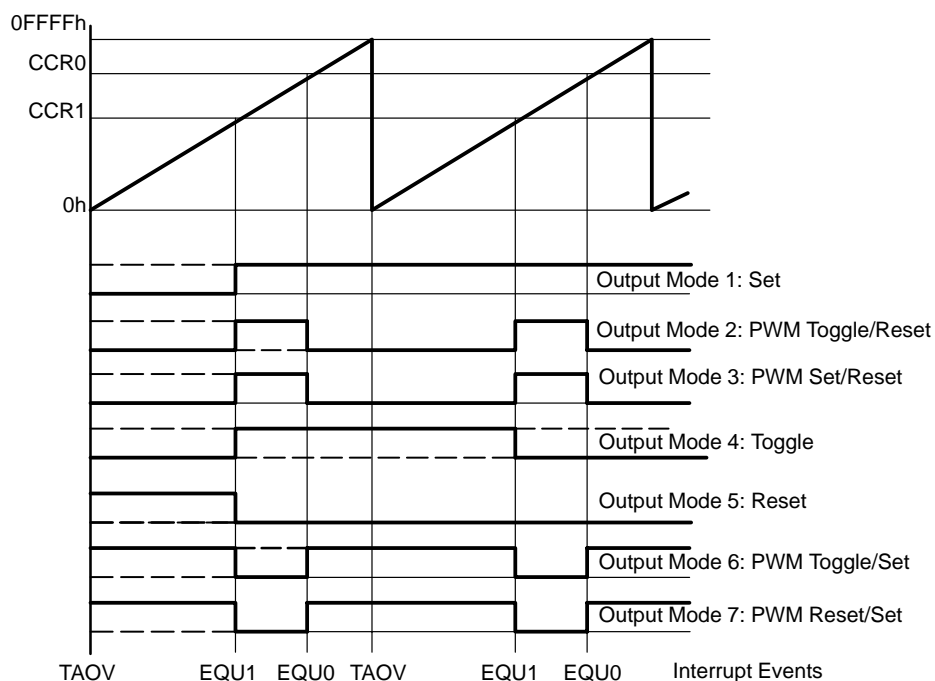 0FFFFh
CCR0
CCR1
0h
Output Mode 1: Set
Output Mode 2: PWM Toggle/Reset
Output Mode 3: PWM Set/Reset
Output Mode 4: Toggle
Output Mode 5: Reset
Output Mode 6: PWM Toggle/Set
Output Mode 7: PWM Reset/Set
TAOV EQU1 EQU0 TAOV EQU1 EQU0 Interrupt Events